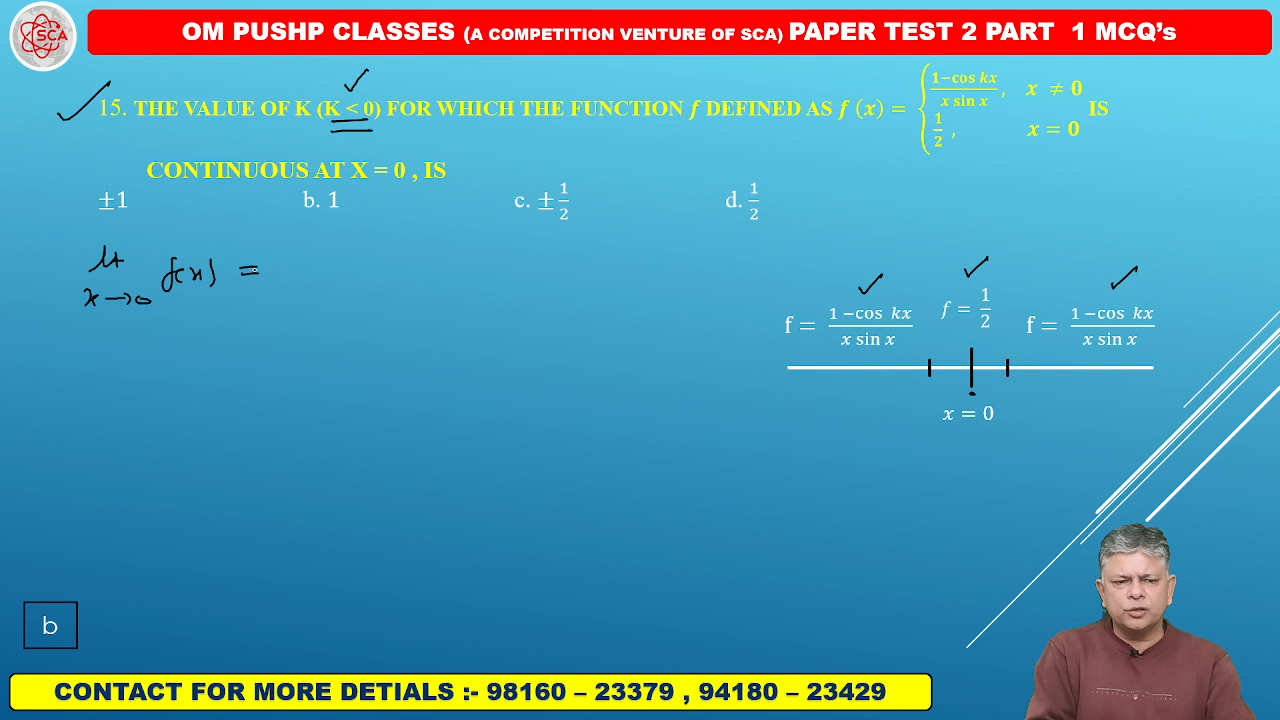 SCA
OM PUSHP CLASSES (A COMPETITION VENTURE OF SCA) PAPER TEST 2 PART 1 MCQ's
15. THE VALUE OF K (K < 0) FOR WHICH THE FUNCTION f DEFINED AS f(x) = { (1−cos kx)/(x sin x), x ≠ 0; 1/2, x = 0 IS
CONTINUOUS AT X = 0 , IS
±1 b. 1 c. ±1/2 d. 1/2
lt x→0 f(x) =
f = (1 −cos kx)/(x sin x) f = 1/2 f = (1 −cos kx)/(x sin x)
x = 0
b
CONTACT FOR MORE DETIALS :- 98160 – 23379 , 94180 – 23429